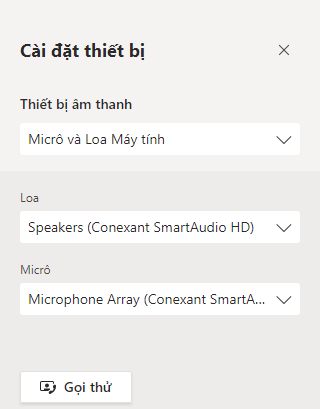 Cài đặt thiết bị
Thiết bị âm thanh
Micrô và Loa Máy tính
Loa
Speakers (Conexant SmartAudio HD)
Micrô
Microphone Array (Conexant SmartA...
Gọi thử